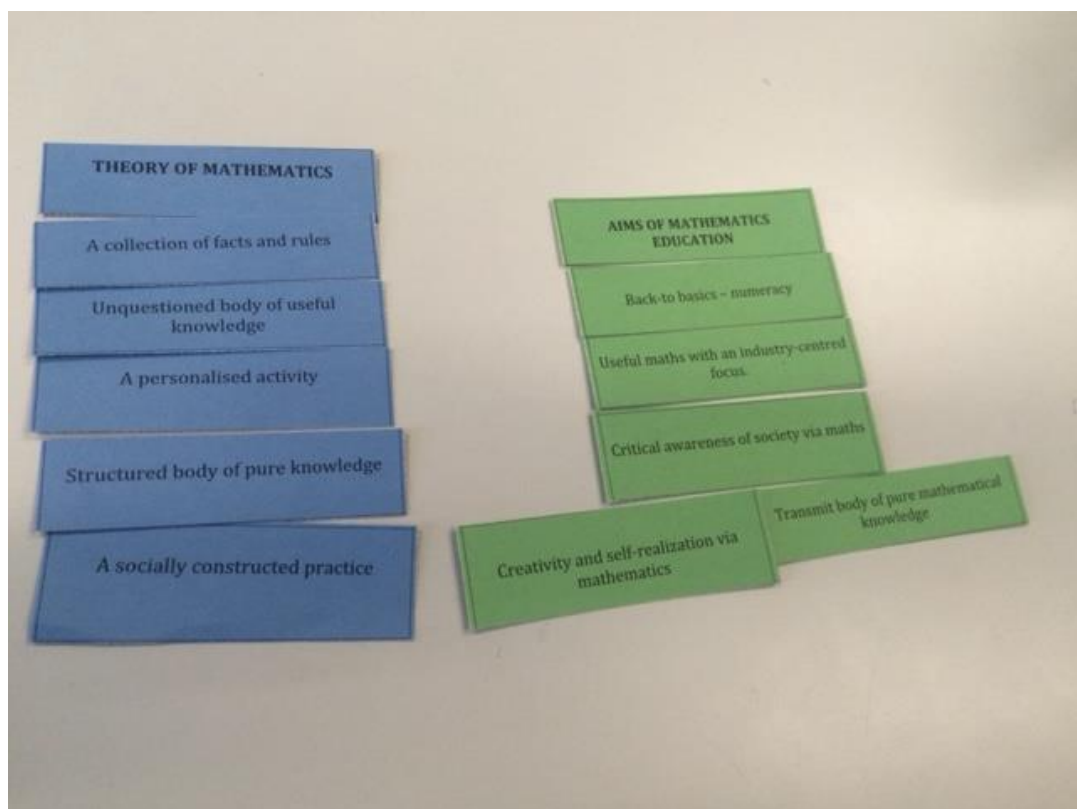 THEORY OF MATHEMATICS
A collection of facts and rules
Unquestioned body of useful
knowledge
A personalised activity
Structured body of pure knowledge
A socially constructed practice
AIMS OF MATHEMATICS
EDUCATION
Back-to basics – numeracy
Useful maths with an industry-centred
focus.
Critical awareness of society via maths
Creativity and self-realization via
mathematics
Transmit body of pure mathematical
knowledge